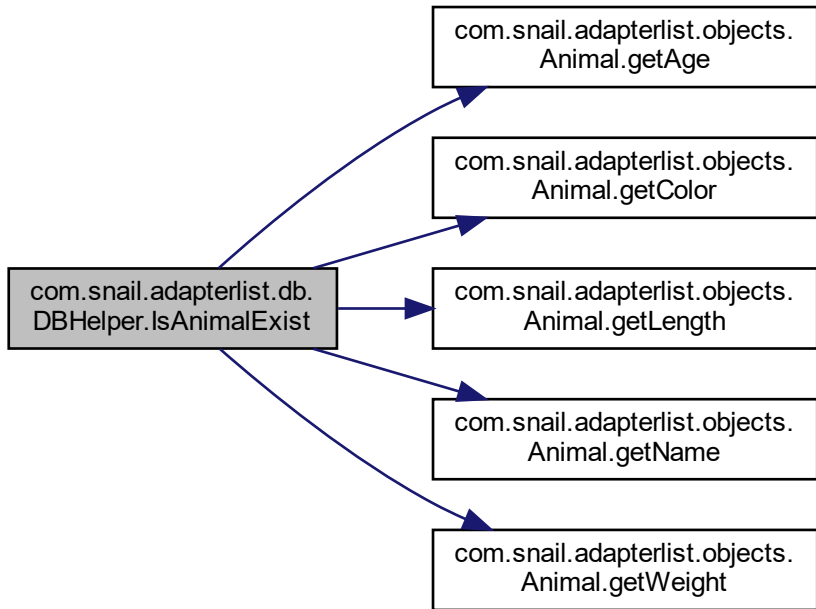 com.snail.adapterlist.objects.
Animal.getAge
com.snail.adapterlist.objects.
Animal.getColor
com.snail.adapterlist.db.
DBHelper.IsAnimalExist
com.snail.adapterlist.objects.
Animal.getLength
com.snail.adapterlist.objects.
Animal.getName
com.snail.adapterlist.objects.
Animal.getWeight